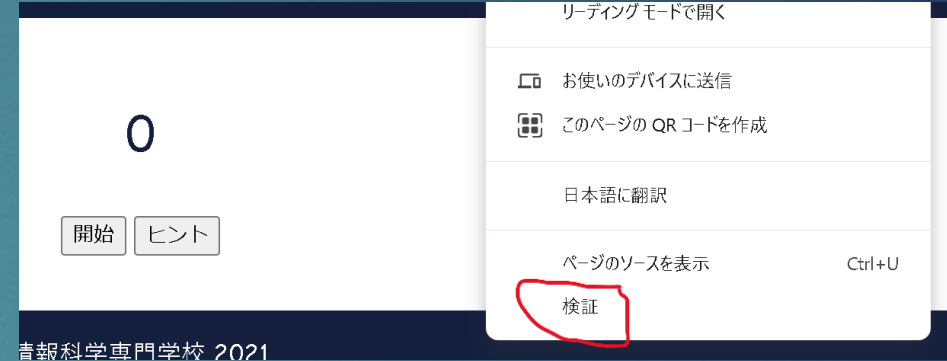 リーディング モードで開く
お使いのデバイスに送信
このページの QR コードを作成
0
日本語に翻訳
開始 ヒント
ページのソースを表示 Ctrl+U
検証
情報科学専門学校 2021